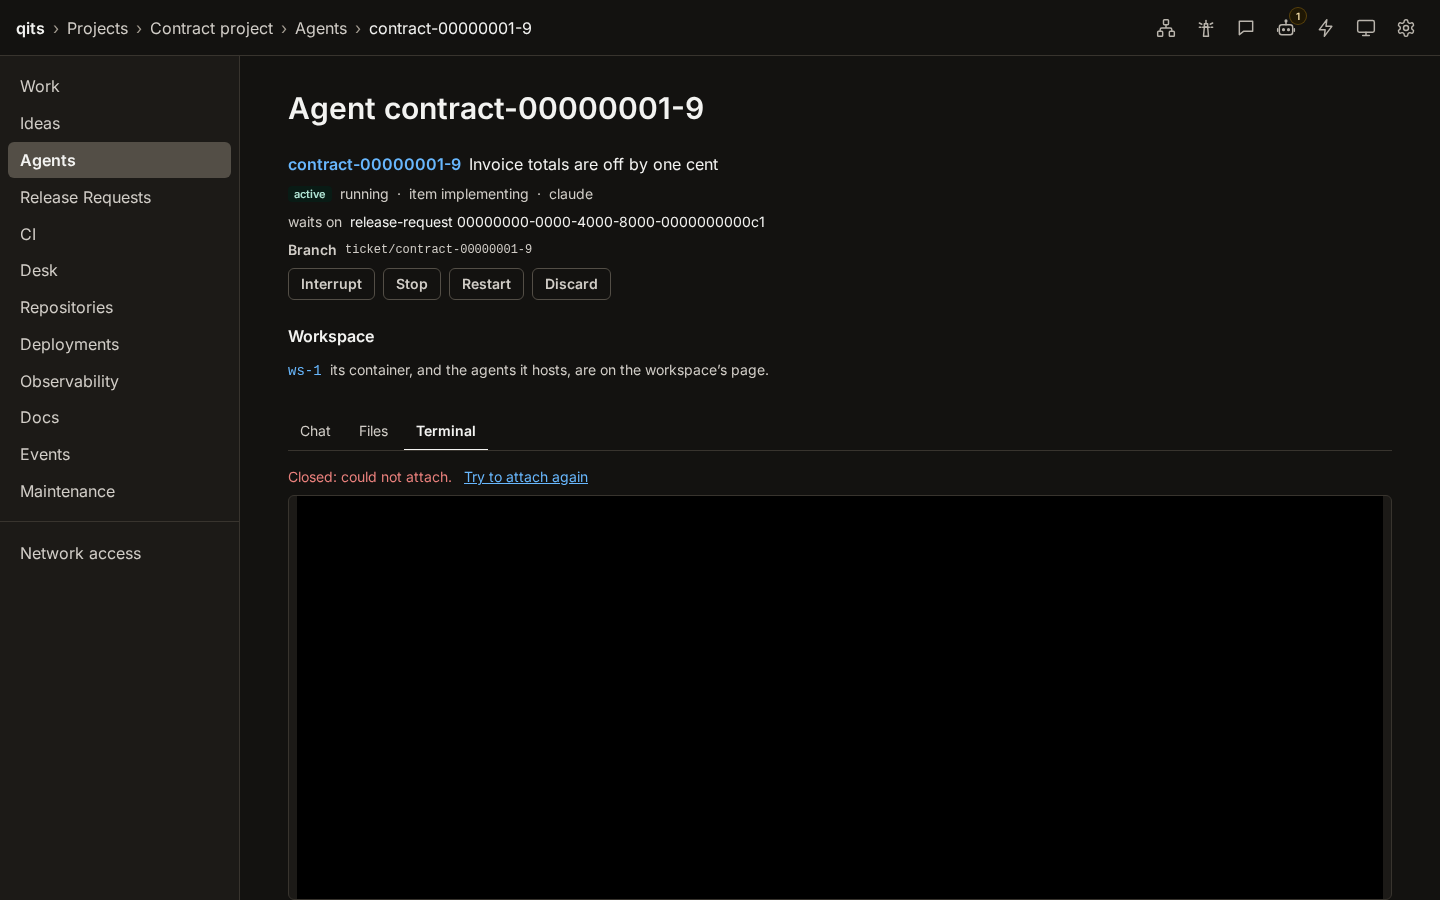 qits › Projects › Contract project › Agents › contract-00000001-9
1
Work
Ideas
Agents
Release Requests
CI
Desk
Repositories
Deployments
Observability
Docs
Events
Maintenance
Network access
Agent contract-00000001-9
contract-00000001-9 Invoice totals are off by one cent
active running · item implementing · claude
waits on release-request 00000000-0000-4000-8000-0000000000c1
Branch ticket/contract-00000001-9
Interrupt Stop Restart Discard
Workspace
ws-1 its container, and the agents it hosts, are on the workspace’s page.
Chat Files Terminal
Closed: could not attach. Try to attach again